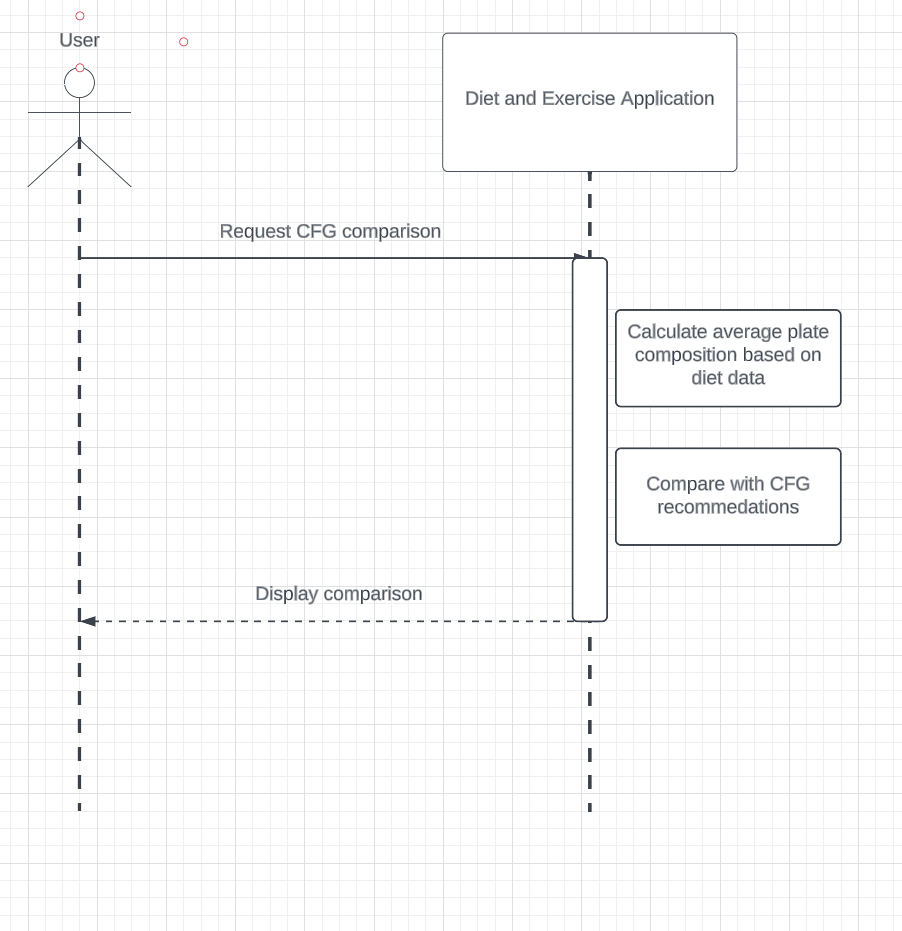 User
Diet and Exercise Application
Request CFG comparison
Calculate average plate
composition based on
diet data
Compare with CFG
recommedations
Display comparison